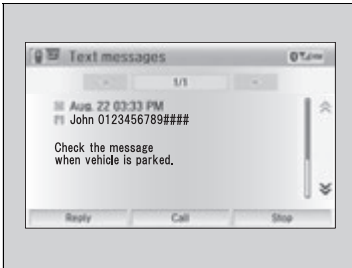 Text messages
1/1
Aug. 22 03:33 PM
John 0123456789####
Check the message
when vehicle is parked.
Reply Call Stop